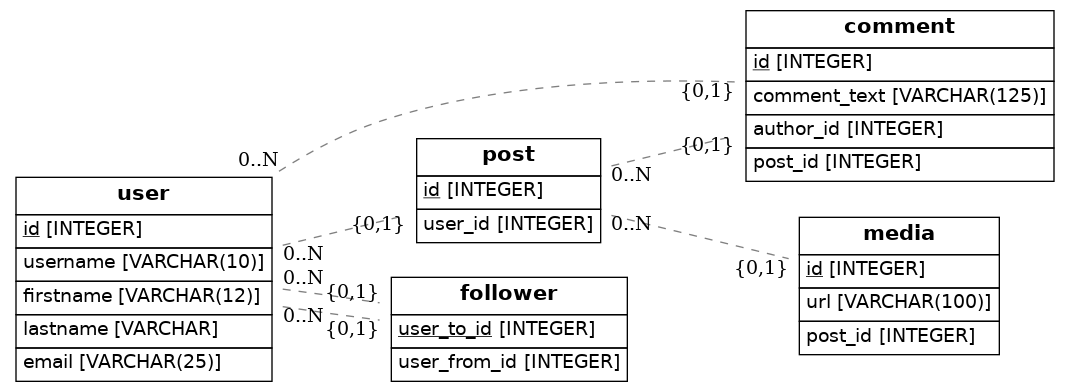 comment
id [INTEGER]
comment_text [VARCHAR(125)]
author_id [INTEGER]
post_id [INTEGER]
{0,1}
{0,1}
0..N
post
id [INTEGER]
user_id [INTEGER]
0..N
0..N
{0,1}
user
id [INTEGER]
username [VARCHAR(10)]
firstname [VARCHAR(12)]
lastname [VARCHAR]
email [VARCHAR(25)]
0..N
0..N
0..N
{0,1}
{0,1}
follower
user_to_id [INTEGER]
user_from_id [INTEGER]
{0,1}
media
id [INTEGER]
url [VARCHAR(100)]
post_id [INTEGER]